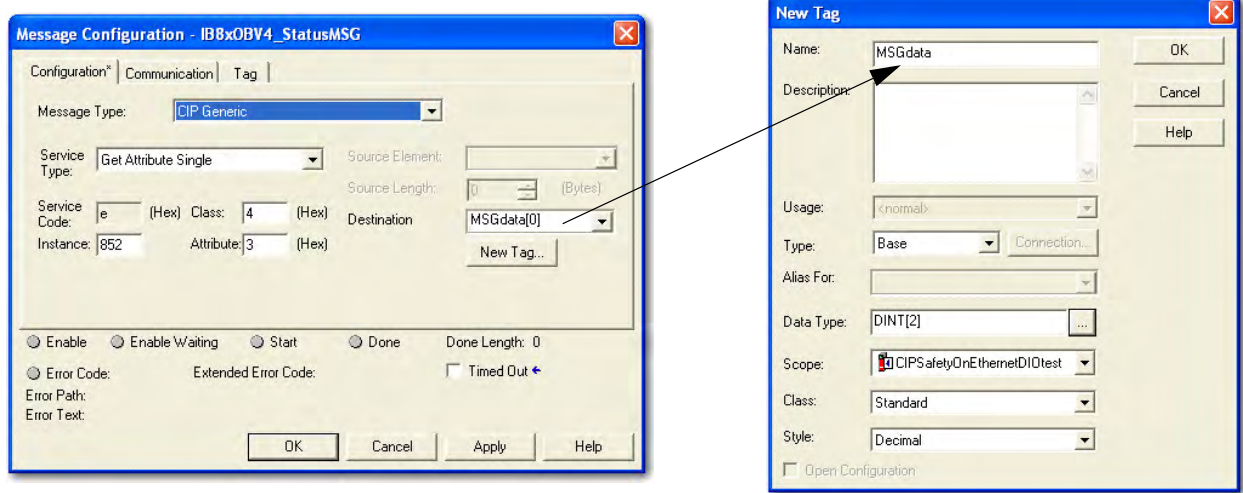 Message Configuration - IB8xOBV4_StatusMSG
Configuration* Communication Tag
Message Type: CIP Generic
Service Type: Get Attribute Single
Source Element:
Source Length: 0 (Bytes)
Service Code: e (Hex) Class: 4 (Hex)
Destination MSGdata[0]
Instance: 852 Attribute: 3 (Hex)
New Tag...
Enable Enable Waiting Start Done Done Length: 0
Error Code: Extended Error Code: Timed Out
Error Path:
Error Text:
OK Cancel Apply Help
New Tag
Name: MSGdata OK
Description: Cancel
Help
Usage: <normal>
Type: Base Connection...
Alias For:
Data Type: DINT[2] ...
Scope: CIPSafetyOnEthernetDIOtest
Class: Standard
Style: Decimal
Open Configuration